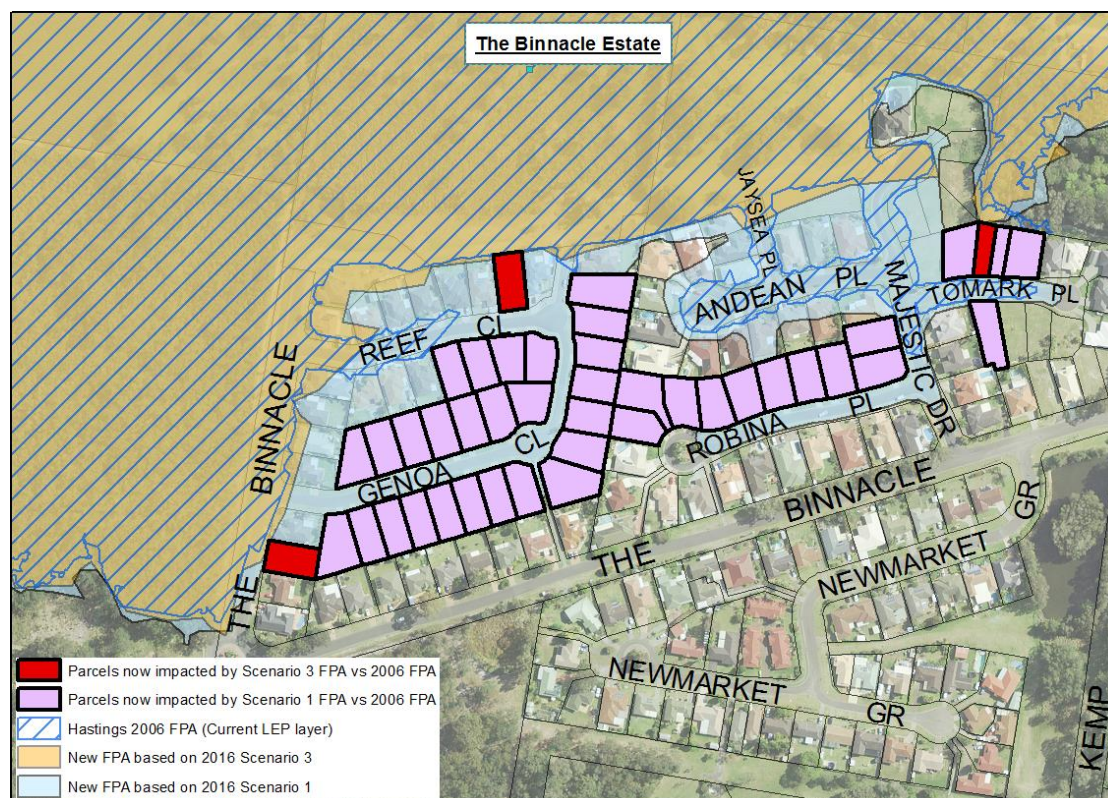 The Binnacle Estate
JAYSEA PL
ANDEAN PL
MAJESTIC DR
TOMARK PL
REEF CL
THE BINNACLE
GENOA CL
ROBINA PL
THE BINNACLE
NEWMARKET GR
NEWMARKET GR
KEMP
Parcels now impacted by Scenario 3 FPA vs 2006 FPA
Parcels now impacted by Scenario 1 FPA vs 2006 FPA
Hastings 2006 FPA (Current LEP layer)
New FPA based on 2016 Scenario 3
New FPA based on 2016 Scenario 1